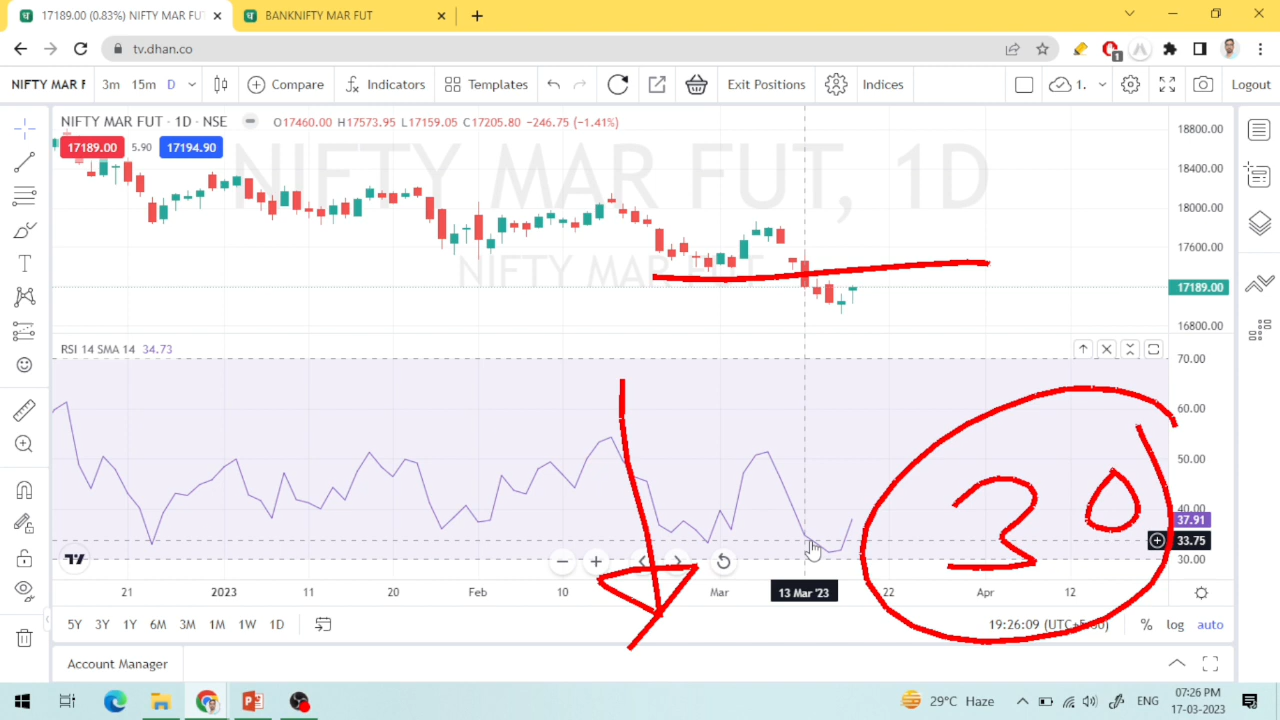 17189.00 (0.83%) NIFTY MAR FUT
BANKNIFTY MAR FUT
tv.dhan.co
1
NIFTY MAR F 3m 15m D Compare Indicators Templates Exit Positions Indices 1. Logout
NIFTY MAR FUT · 1D · NSE O17460.00 H17573.95 L17159.05 C17205.80 −246.75 (−1.41%)
17189.00 5.90 17194.90
NIFTY MAR FUT, 1D
NIFTY MAR FUT
18800.00
18400.00
18000.00
17600.00
17189.00
16800.00
RSI 14 SMA 14 34.73
70.00
60.00
50.00
40.00
37.91
33.75
30.00
30
21 2023 11 20 Feb 10 Mar 13 Mar '23 22 Apr 12
5Y 3Y 1Y 6M 3M 1M 1W 1D 19:26:09 (UTC+5:30) % log auto
Account Manager
29°C Haze ENG 07:26 PM
17-03-2023